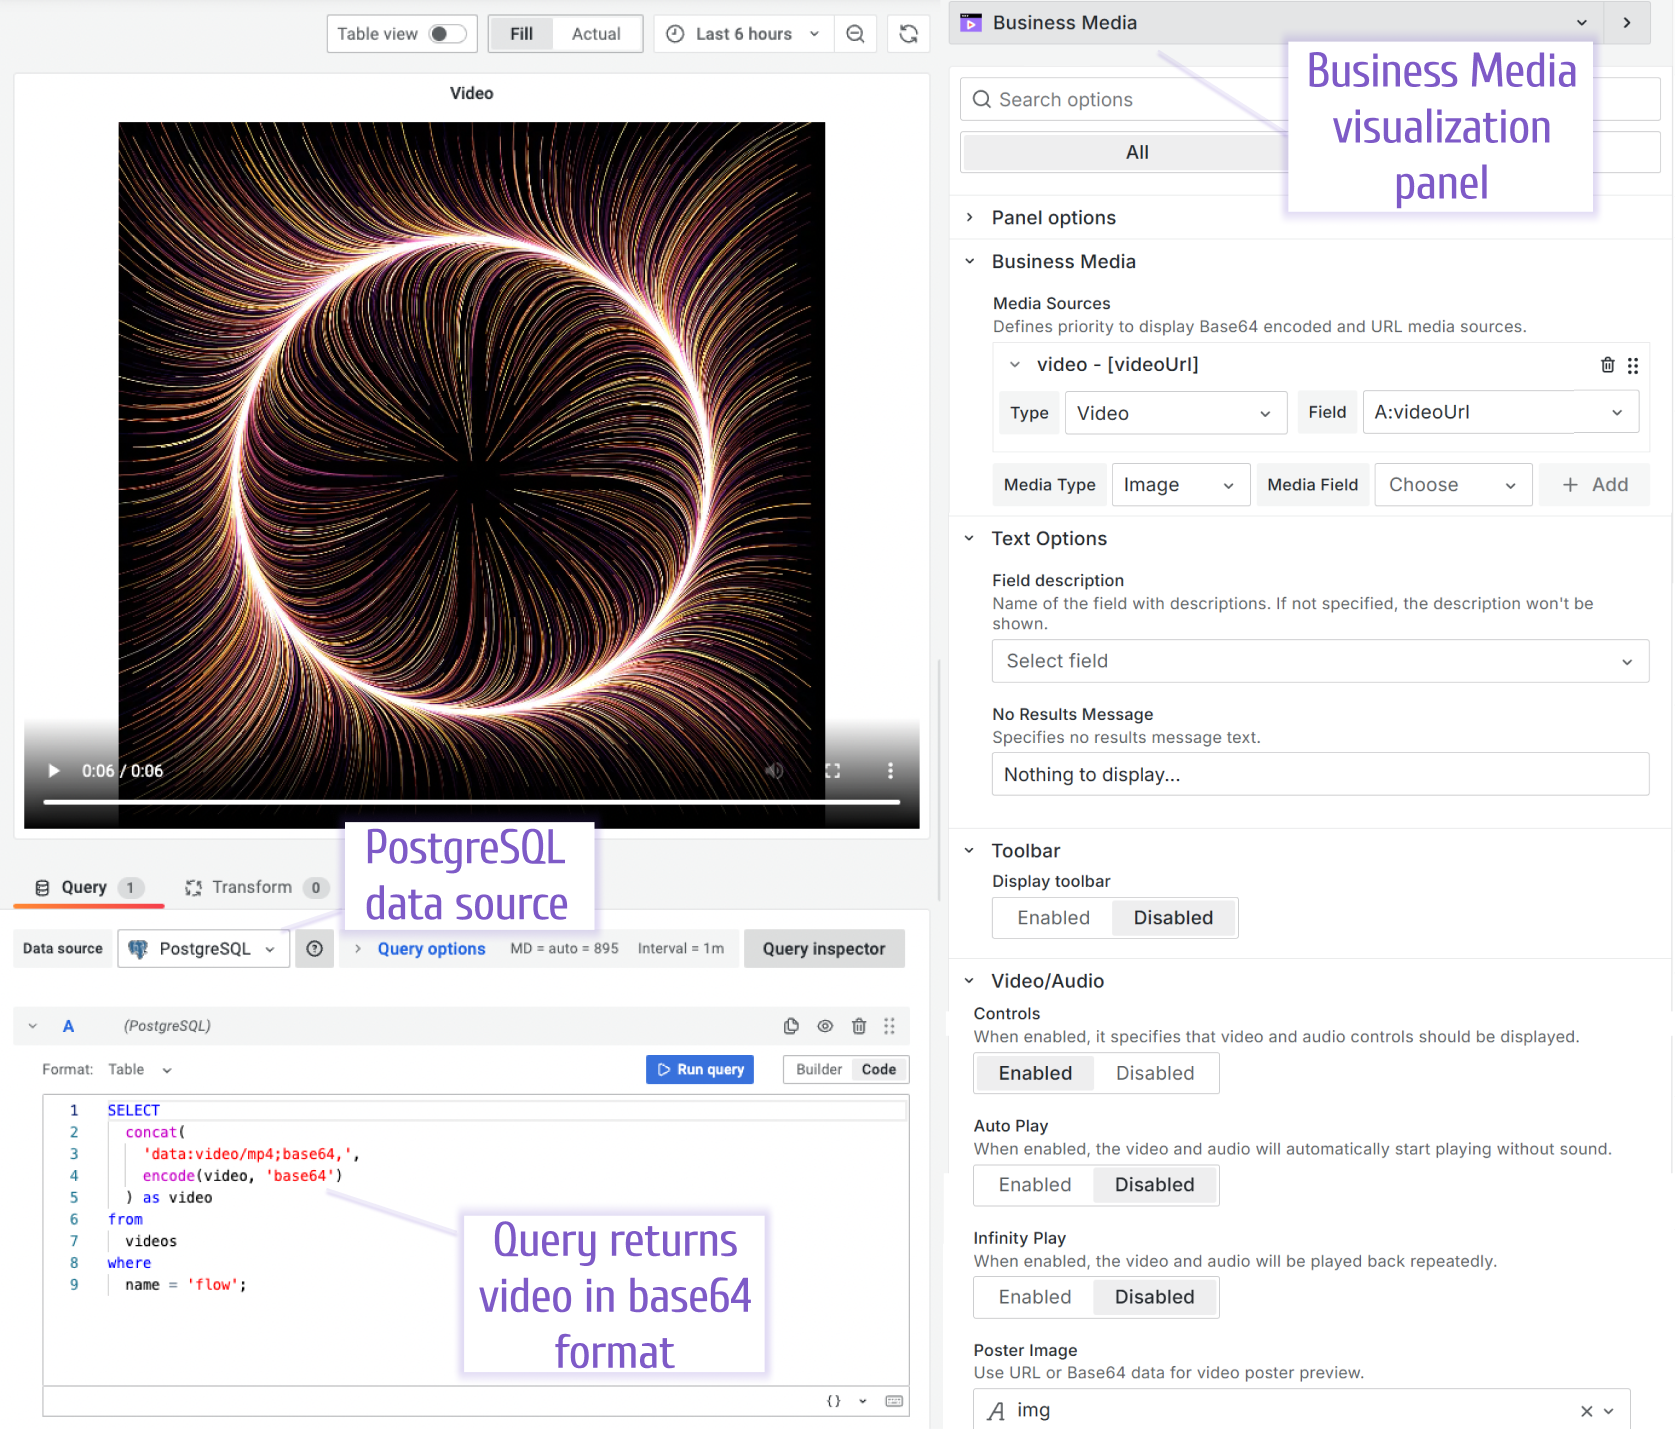 Table view
Fill
Actual
Last 6 hours
Business Media
Business Media
visualization
panel
Video
0:06 / 0:06
Search options
All
Panel options
Business Media
Media Sources
Defines priority to display Base64 encoded and URL media sources.
video - [videoUrl]
Type
Video
Field
A:videoUrl
Media Type
Image
Media Field
Choose
+ Add
Text Options
Field description
Name of the field with descriptions. If not specified, the description won't be
shown.
Select field
No Results Message
Specifies no results message text.
Nothing to display...
Toolbar
Display toolbar
Enabled
Disabled
Video/Audio
Controls
When enabled, it specifies that video and audio controls should be displayed.
Enabled
Disabled
Auto Play
When enabled, the video and audio will automatically start playing without sound.
Enabled
Disabled
Infinity Play
When enabled, the video and audio will be played back repeatedly.
Enabled
Disabled
Poster Image
Use URL or Base64 data for video poster preview.
A img
PostgreSQL
data source
Query 1
Transform 0
Data source
PostgreSQL
Query options
MD = auto = 895
Interval = 1m
Query inspector
A
(PostgreSQL)
Format: Table
Run query
Builder
Code
1 SELECT
2 concat(
3 'data:video/mp4;base64,',
4 encode(video, 'base64')
5 ) as video
6 from
7 videos
8 where
9 name = 'flow';
{}
Query returns
video in base64
format